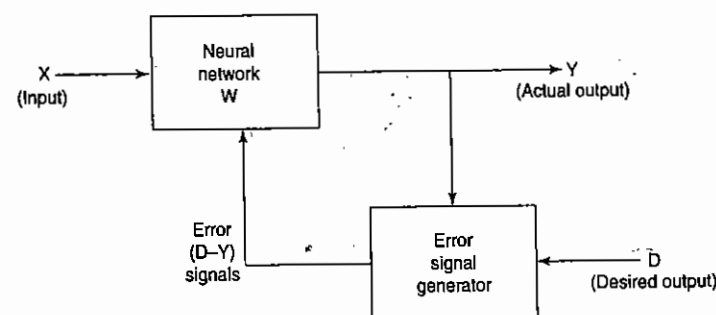 Neural
network
W
X
(Input)
Y
(Actual output)
Error
(D–Y)
signals
Error
signal
generator
D
(Desired output)